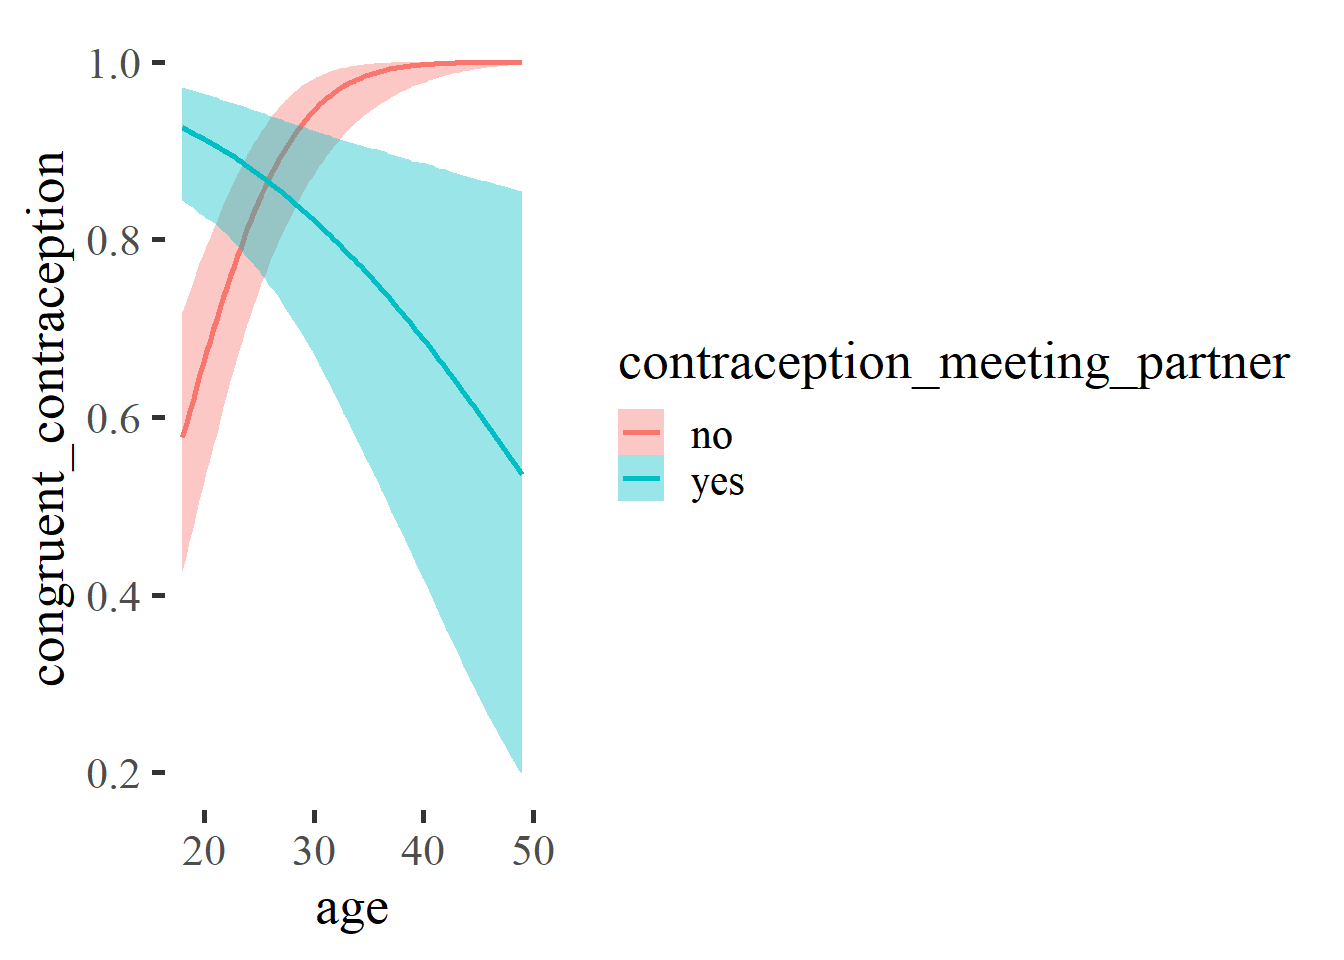 congruent_contraception
1.0
0.8
0.6
0.4
0.2
20 30 40 50
age
contraception_meeting_partner
no
yes